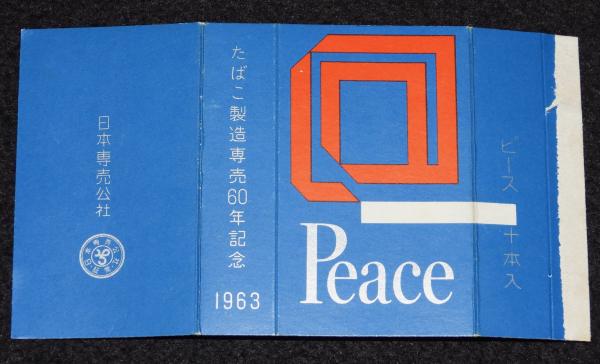 日本専売公社
たばこ製造専売60年記念
1963
Peace
ピース 十本入